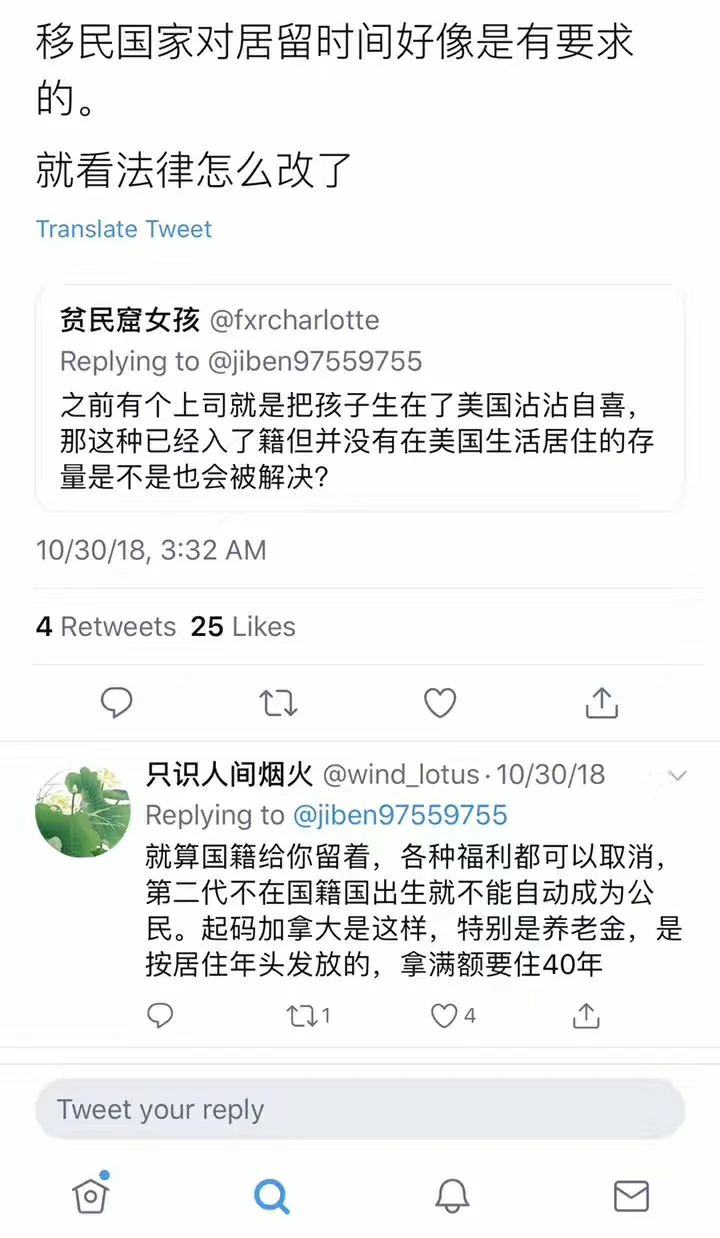 移民国家对居留时间好像是有要求
的。
就看法律怎么改了
Translate Tweet
贫民窟女孩 @fxrcharlotte
Replying to @jiben97559755
之前有个上司就是把孩子生在了美国沾沾自喜，
那这种已经入了籍但并没有在美国生活居住的存
量是不是也会被解决？
10/30/18, 3:32 AM
4 Retweets 25 Likes
只识人间烟火 @wind_lotus · 10/30/18
Replying to @jiben97559755
就算国籍给你留着，各种福利都可以取消，
第二代不在国籍国出生就不能自动成为公
民。起码加拿大是这样，特别是养老金，是
按居住年头发放的，拿满额要住40年
1 4
Tweet your reply